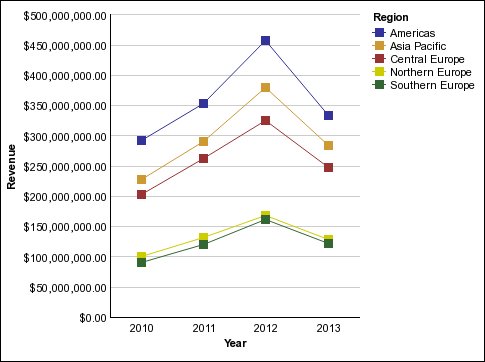 $500,000,000.00
$450,000,000.00
$400,000,000.00
$350,000,000.00
$300,000,000.00
$250,000,000.00
$200,000,000.00
$150,000,000.00
$100,000,000.00
$50,000,000.00
$0.00
Revenue
2010 2011 2012 2013
Year
Region
Americas
Asia Pacific
Central Europe
Northern Europe
Southern Europe